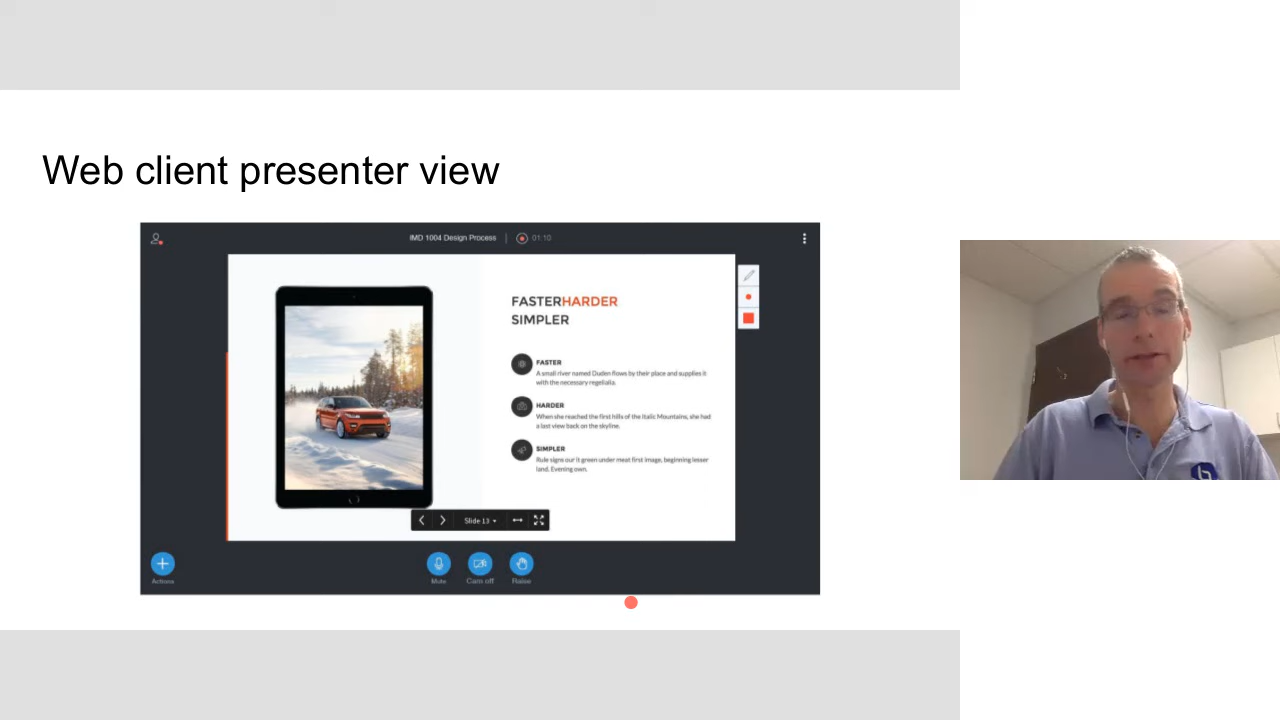 Web client presenter view
IMD 1004 Design Process | 01:10
FASTERHARDER
SIMPLER
FASTER
A small river named Duden flows by their place and supplies it
with the necessary regelialia.
HARDER
When she reached the first hills of the Italic Mountains, she had
a last view back on the skyline.
SIMPLER
Rule signs our it green under meat first image, beginning lesser
land. Evening own.
Slide 13
Actions
Mute
Cam off
Raise
b